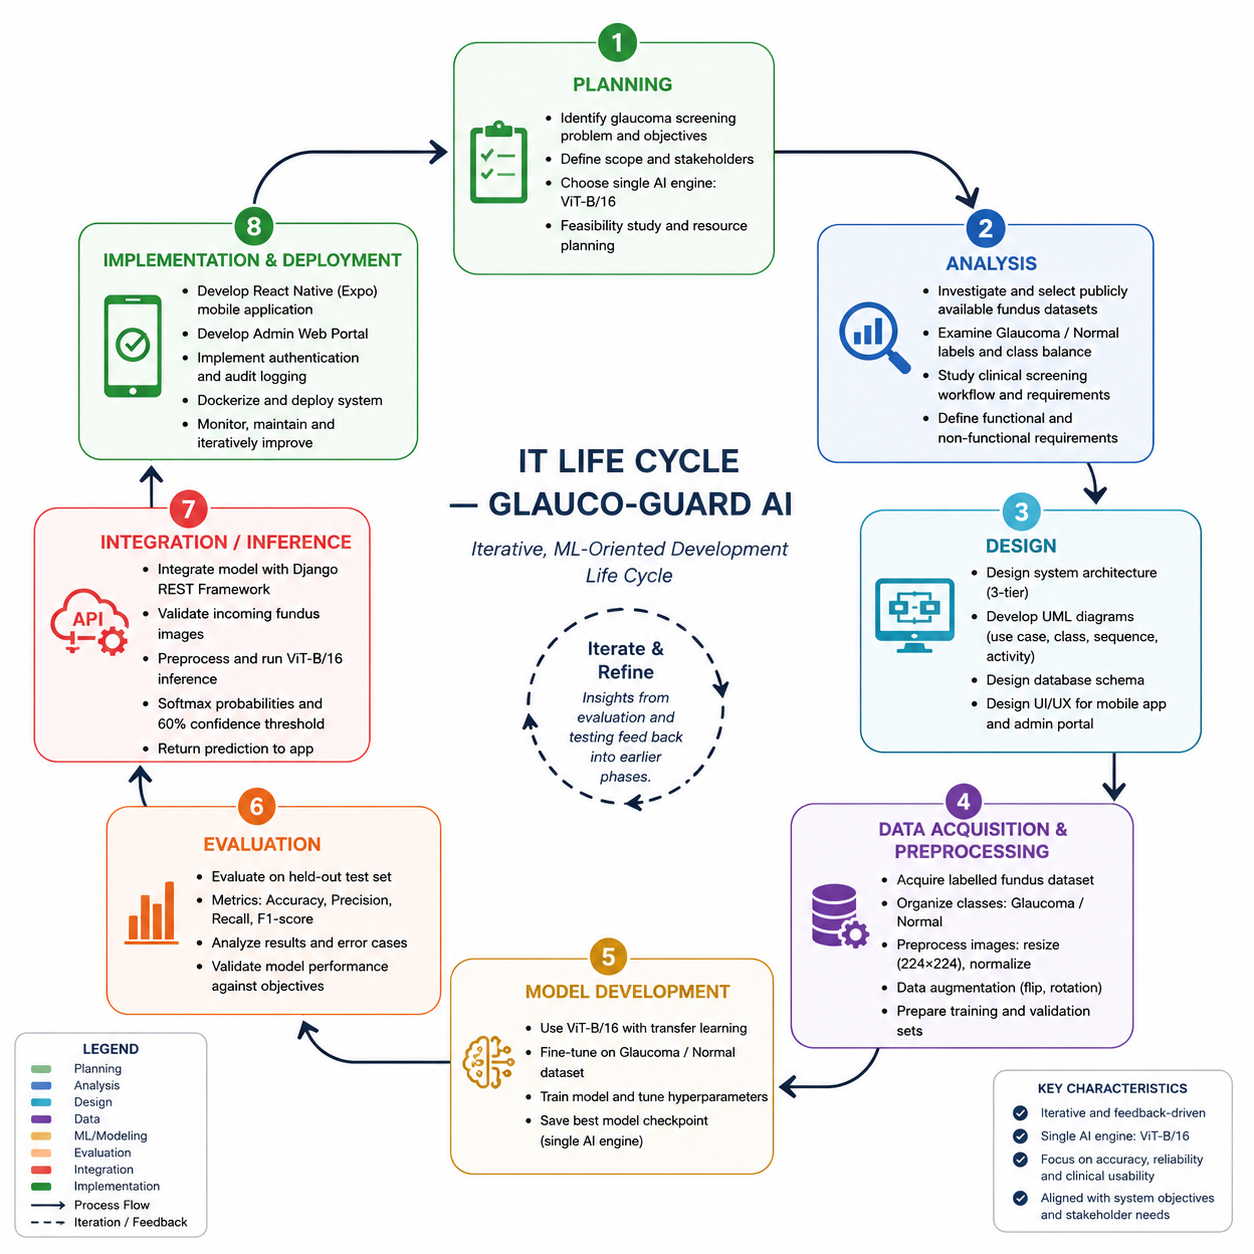 1
PLANNING
• Identify glaucoma screening
problem and objectives
• Define scope and stakeholders
• Choose single AI engine:
ViT-B/16
• Feasibility study and resource
planning
2
ANALYSIS
• Investigate and select publicly
available fundus datasets
• Examine Glaucoma / Normal
labels and class balance
• Study clinical screening
workflow and requirements
• Define functional and
non-functional requirements
3
DESIGN
• Design system architecture
(3-tier)
• Develop UML diagrams
(use case, class, sequence,
activity)
• Design database schema
• Design UI/UX for mobile app
and admin portal
4
DATA ACQUISITION &
PREPROCESSING
• Acquire labelled fundus dataset
• Organize classes: Glaucoma /
Normal
• Preprocess images: resize
(224×224), normalize
• Data augmentation (flip, rotation)
• Prepare training and validation
sets
5
MODEL DEVELOPMENT
• Use ViT-B/16 with transfer learning
• Fine-tune on Glaucoma / Normal
dataset
• Train model and tune hyperparameters
• Save best model checkpoint
(single AI engine)
6
EVALUATION
• Evaluate on held-out test set
• Metrics: Accuracy, Precision,
Recall, F1-score
• Analyze results and error cases
• Validate model performance
against objectives
7
INTEGRATION / INFERENCE
API
• Integrate model with Django
REST Framework
• Validate incoming fundus
images
• Preprocess and run ViT-B/16
inference
• Softmax probabilities and
60% confidence threshold
• Return prediction to app
8
IMPLEMENTATION & DEPLOYMENT
• Develop React Native (Expo)
mobile application
• Develop Admin Web Portal
• Implement authentication
and audit logging
• Dockerize and deploy system
• Monitor, maintain and
iteratively improve
IT LIFE CYCLE
— GLAUCO-GUARD AI
Iterative, ML-Oriented Development
Life Cycle
Iterate &
Refine
Insights from
evaluation and
testing feed back
into earlier
phases.
LEGEND
Planning
Analysis
Design
Data
ML/Modeling
Evaluation
Integration
Implementation
Process Flow
Iteration / Feedback
KEY CHARACTERISTICS
Iterative and feedback-driven
Single AI engine: ViT-B/16
Focus on accuracy, reliability
and clinical usability
Aligned with system objectives
and stakeholder needs